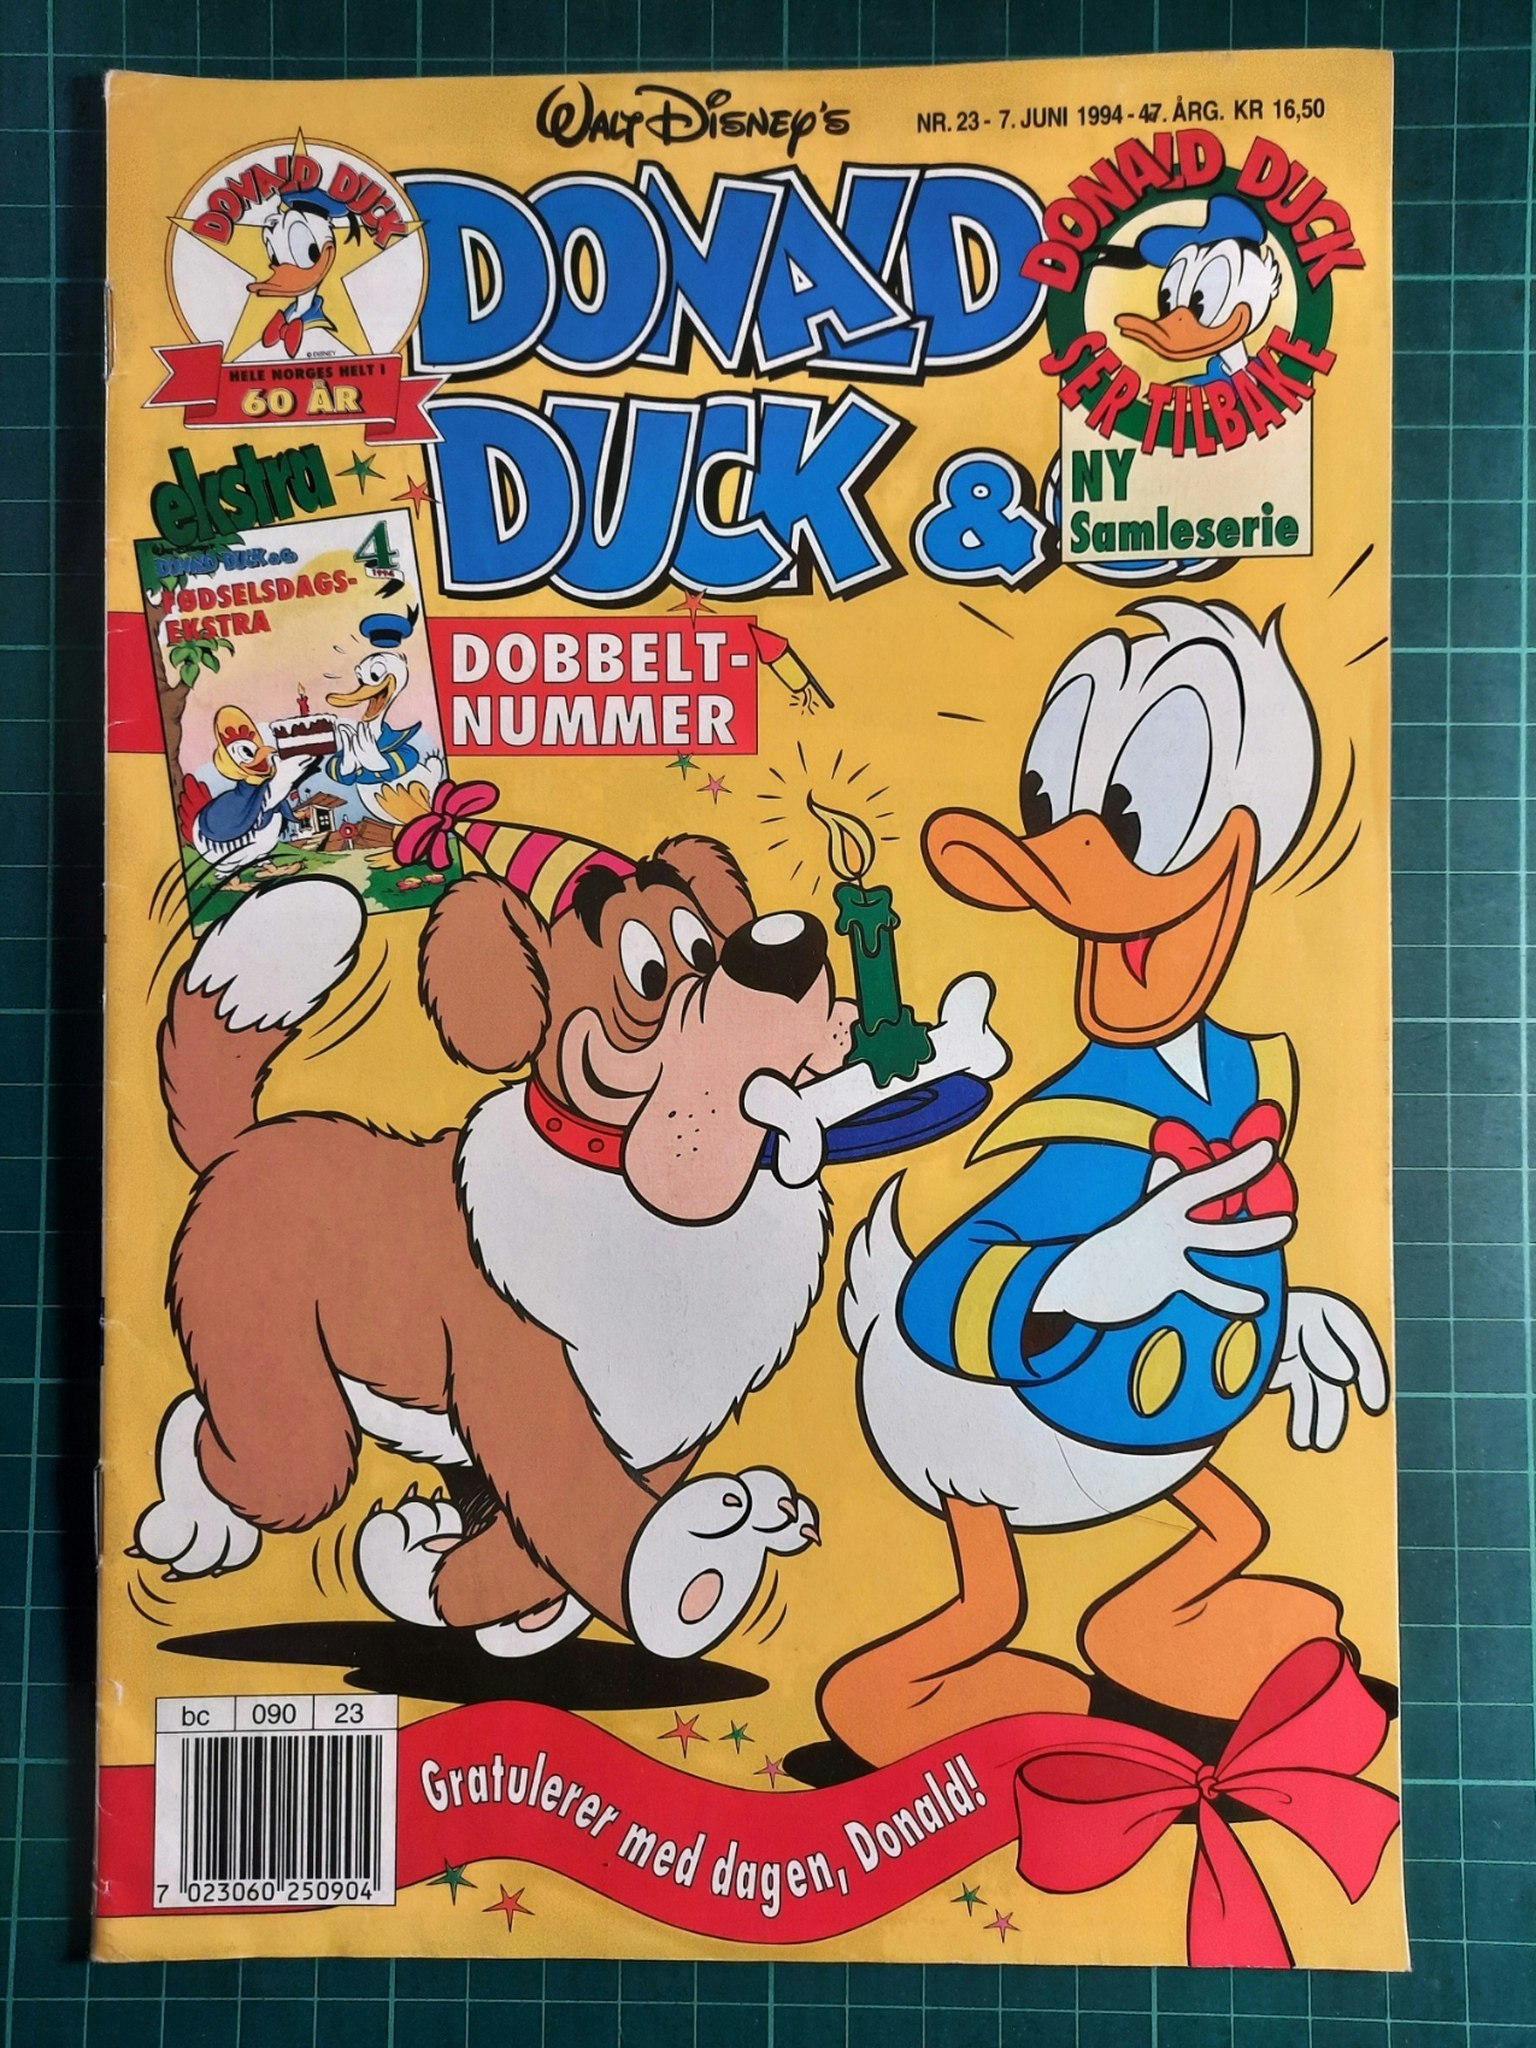 WALT DISNEY'S
NR. 23 - 7. JUNI 1994 - 47. ÅRG. KR 16,50
DONALD DUCK
© DISNEY
HELE NORGES HELT I
60 ÅR
DONALD
DUCK &
DONALD DUCK
SER TILBAKE
NY
Samleserie
ekstra
DONALD DUCK & Co
4
1994
FØDSELSDAGS-
EKSTRA
DOBBELT-
NUMMER
bc 090 23
7 023060 250904
Gratulerer med dagen, Donald!